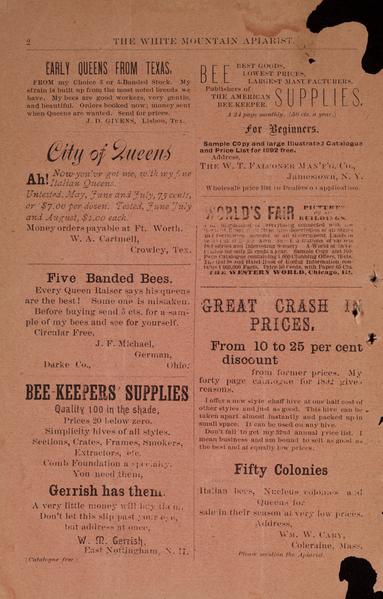 2
THE WHITE MOUNTAIN APIARIST.
EARLY QUEENS FROM TEXAS,
FROM my Choice 3 or 4-Banded Stock. My
strain is built up from the most noted breeds we
have. My bees are good workers, very gentle,
and beautiful. Orders booked now; money sent
when Queens are wanted. Send for prices.
J. D. GIVENS, Lisbon, Tex.
City of Queens
Ah! Now you've got me, with my fine
Italian Queens.
Untested, May, June and July, 75 cents,
or $7.00 per dozen. Tested, June July
and August, $1.00 each.
Money orders payable at Ft. Worth.
W. A. Cartmell,
Crowley, Tex.
Five Banded Bees.
Every Queen Raiser says his queens
are the best! Some one is mistaken.
Before buying send 5 cts. for a sam-
ple of my bees and see for yourself.
Circular Free.
J. F. Michael,
German,
Darke Co., Ohio.
BEE-KEEPERS' SUPPLIES
Quality 100 in the shade,
Prices 20 below zero.
Simplicity hives of all styles.
Sections, Crates, Frames, Smokers,
Extractors, etc.
Comb Foundation a specialty.
You need them,
Gerrish has them.
A very little money will buy them,
Don't let this slip past your eye,
but address at once,
W. M. Gerrish,
East Nottingham, N. H.
(Catalogue free)
BEE BEST GOODS,
LOWEST PRICES,
LARGEST MANUFACTURERS.
Publishers of
THE AMERICAN
BEE-KEEPER. SUPPLIES.
A 24 page monthly. (50 cts. a year.)
For Beginners.
Sample Copy and large Illustrated Catalogue
and Price List for 1892 free.
Address,
THE W. T. FALCONER MAN'F'G. CO.,
Jamestown, N. Y.
Wholesale price list to Dealers on application.
WORLD'S FAIR
BUILDINGS.
THE WESTERN WORLD, Chicago, Ill.
GREAT CRASH IN
PRICES.
From 10 to 25 per cent
discount
from former prices. My
forty page catalogue for 1892 gives
reasons.
I offer a new style chaff hive at one half cost of
other styles and just as good. This hive can be
taken apart almost instantly and packed up in
small space. It can be used on any hive.
Don't fail to get my 32nd annual price list. I
mean business and am bound to sell as good as
the best and at equally low prices.
Fifty Colonies
Italian bees, Nucleus colonies and
Queens for
sale in their season at very low prices.
Address,
WM. W. CARY,
Coleraine, Mass.
Please mention the Apiarist.